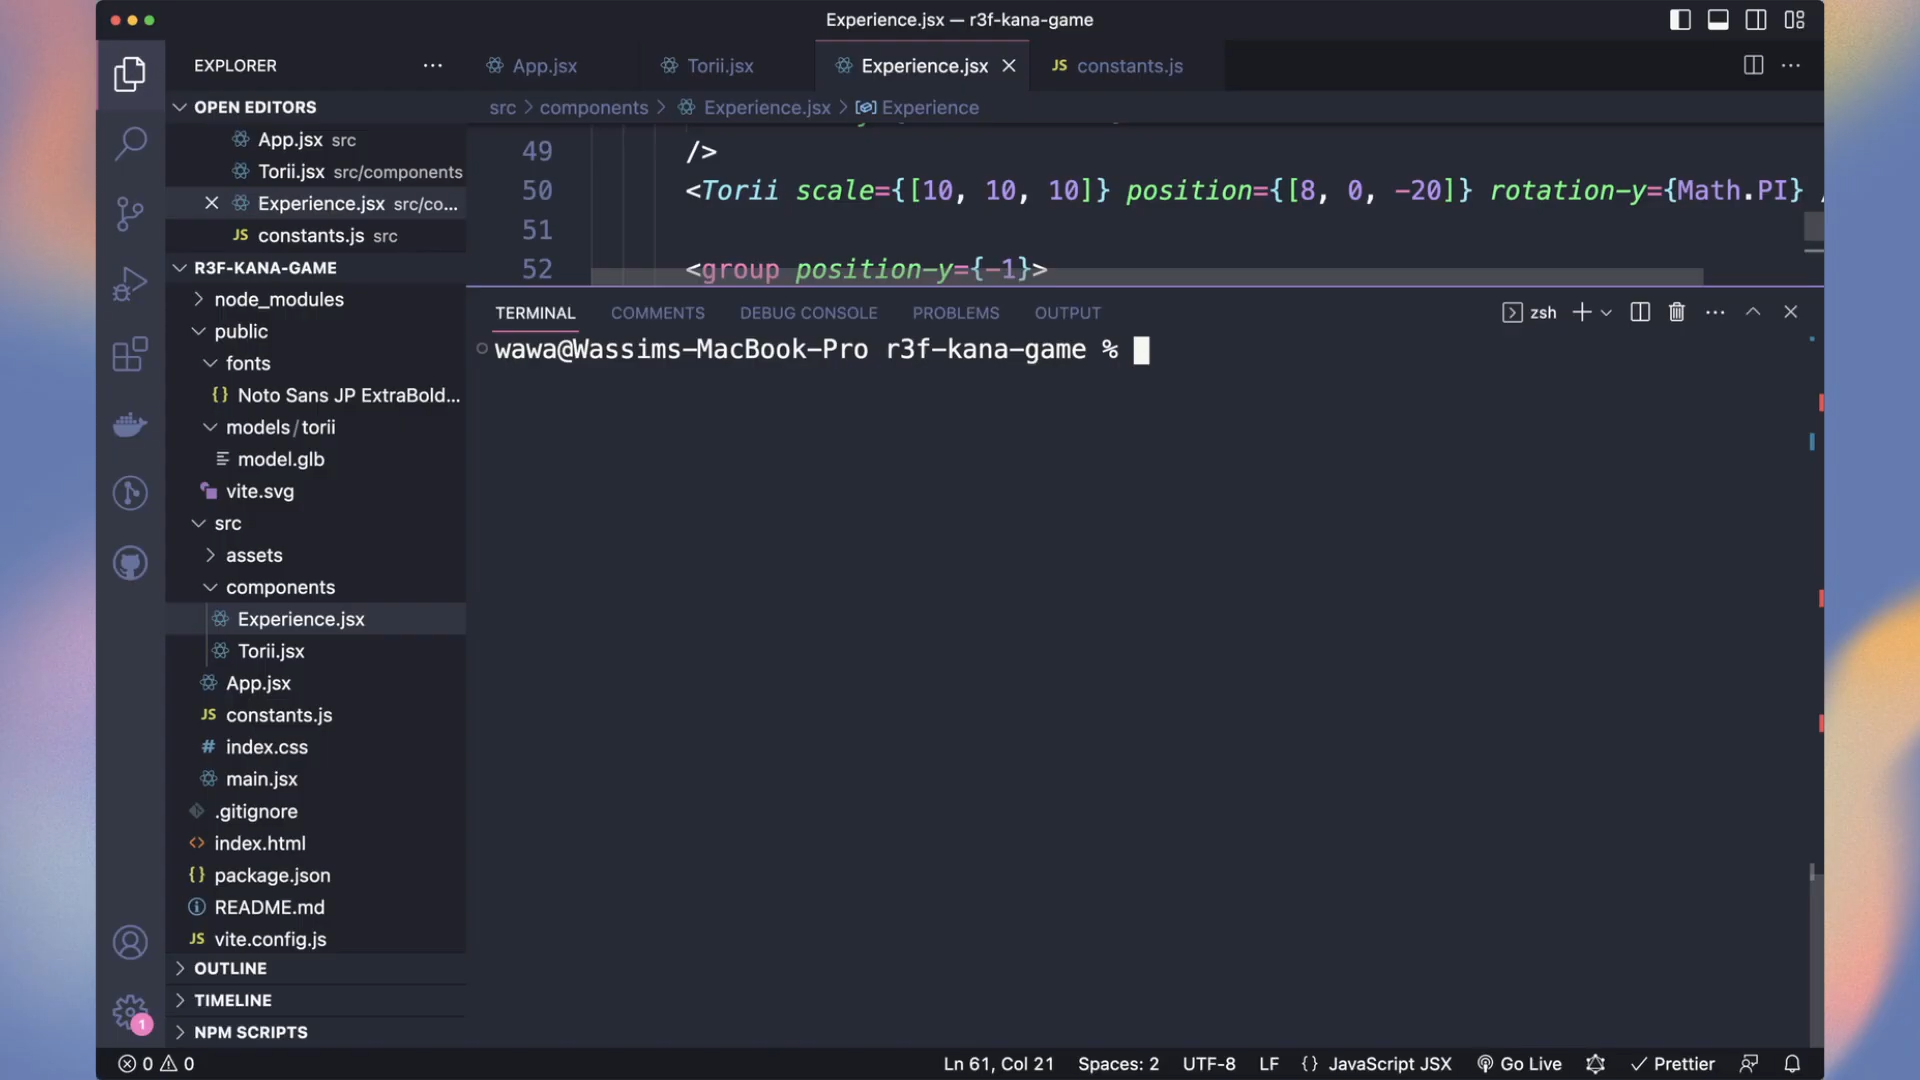 Experience.jsx — r3f-kana-game
EXPLORER
App.jsx
Torii.jsx
Experience.jsx
JS constants.js
OPEN EDITORS
App.jsx src
Torii.jsx src/components
Experience.jsx src/co...
JS constants.js src
R3F-KANA-GAME
node_modules
public
fonts
{} Noto Sans JP ExtraBold...
models/torii
model.glb
vite.svg
src
assets
components
Experience.jsx
Torii.jsx
App.jsx
JS constants.js
# index.css
main.jsx
.gitignore
<> index.html
{} package.json
README.md
JS vite.config.js
OUTLINE
TIMELINE
NPM SCRIPTS
1
src > components > Experience.jsx > Experience
49 />
50 <Torii scale={[10, 10, 10]} position={[8, 0, -20]} rotation-y={Math.PI} /
51
52 <group position-y={-1}>
TERMINAL COMMENTS DEBUG CONSOLE PROBLEMS OUTPUT
zsh
wawa@Wassims-MacBook-Pro r3f-kana-game %
0 0
Ln 61, Col 21 Spaces: 2 UTF-8 LF {} JavaScript JSX Go Live Prettier